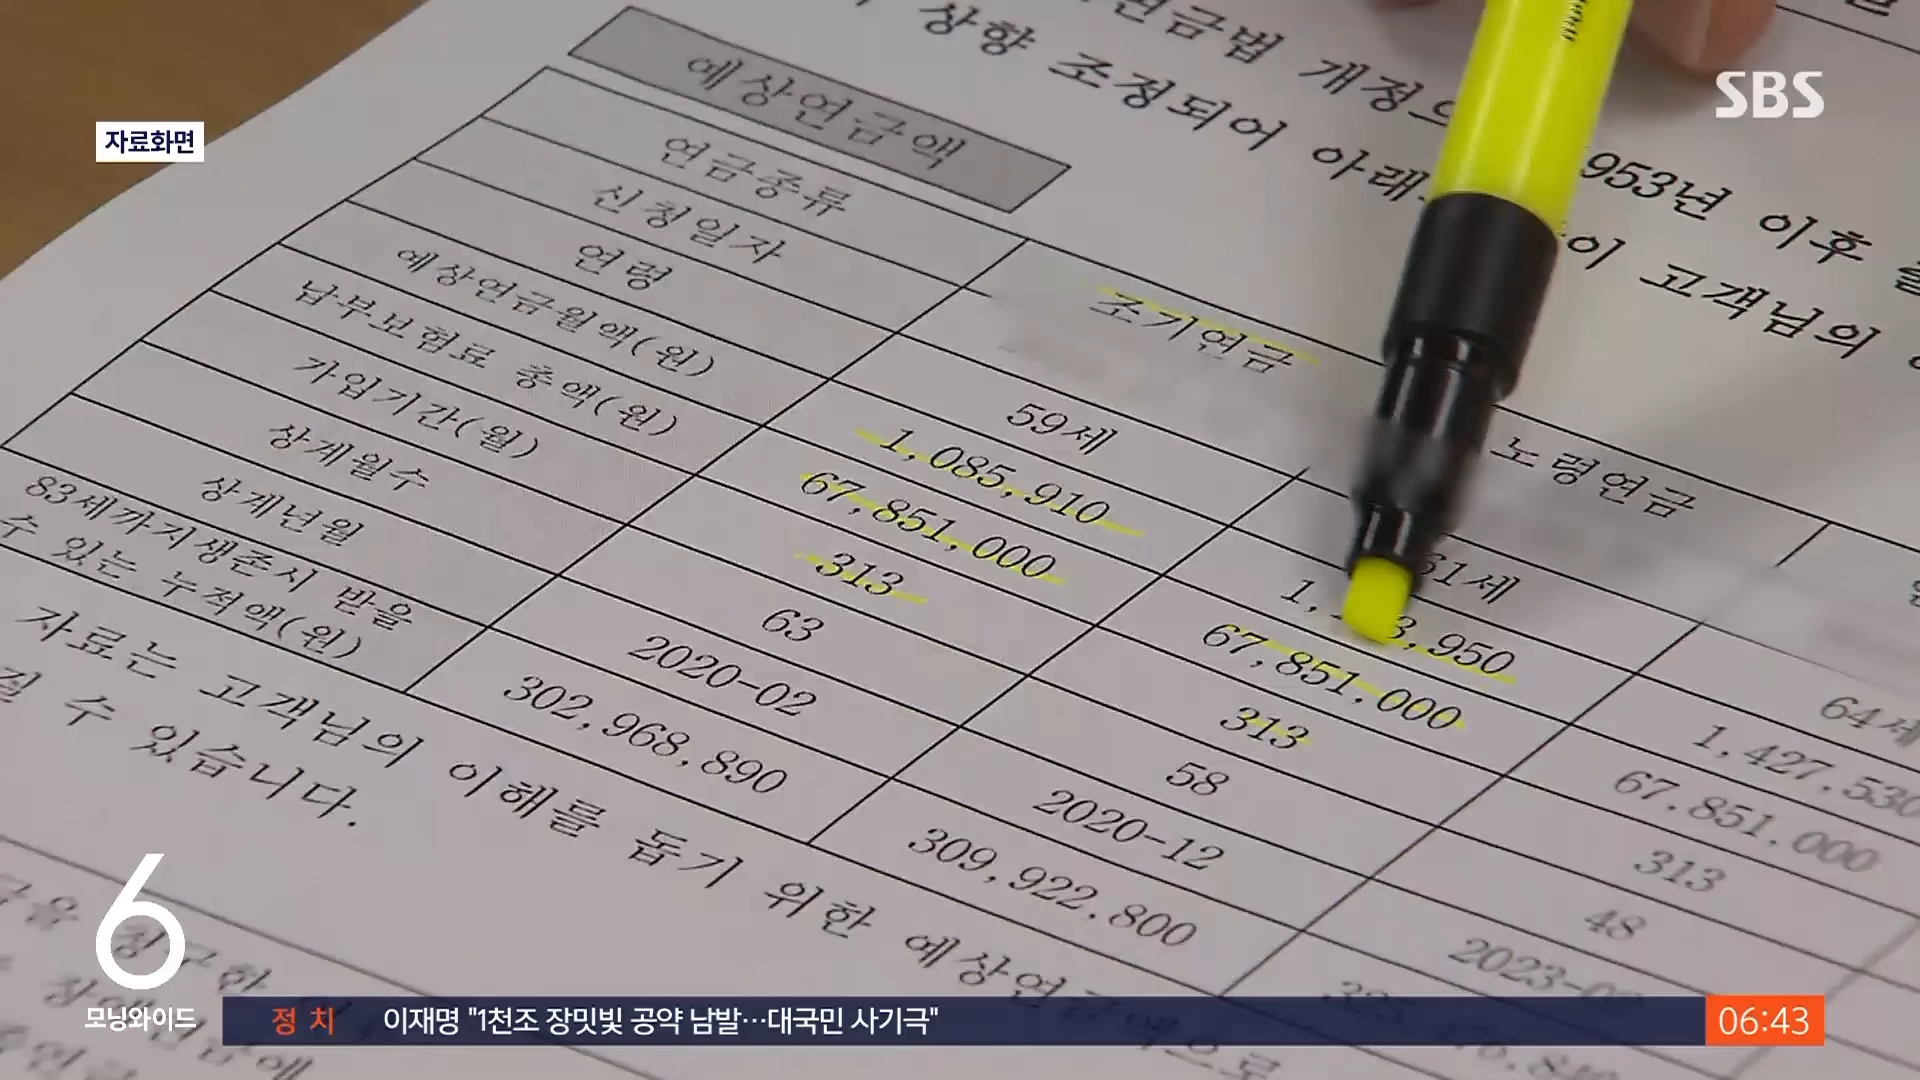 SBS
자료화면
연금법 개정의 953년 이후
상향 조정되어 아래 이 고객님의
예상연금액
연금종류 조기연금 노령연금
신청일자
연령 59세 61세 64세
예상연금월액(원) 1,085,910 3,950 1,427,530
납부보험료 총액(원) 67,851,000 67,851,000 67,851,000
가입기간(월) 313 313 313
상계월수 63 58 48
상계년월 2020-02 2020-12
83세까지생존시 받을
수 있는 누적액(원) 302,968,890 309,922,800
자료는 고객님의 이해를 돕기 위한 예상연금액으로
질 수 있습니다.
6
모닝와이드
정치 이재명 "1천조 장밋빛 공약 남발…대국민 사기극" 06:43